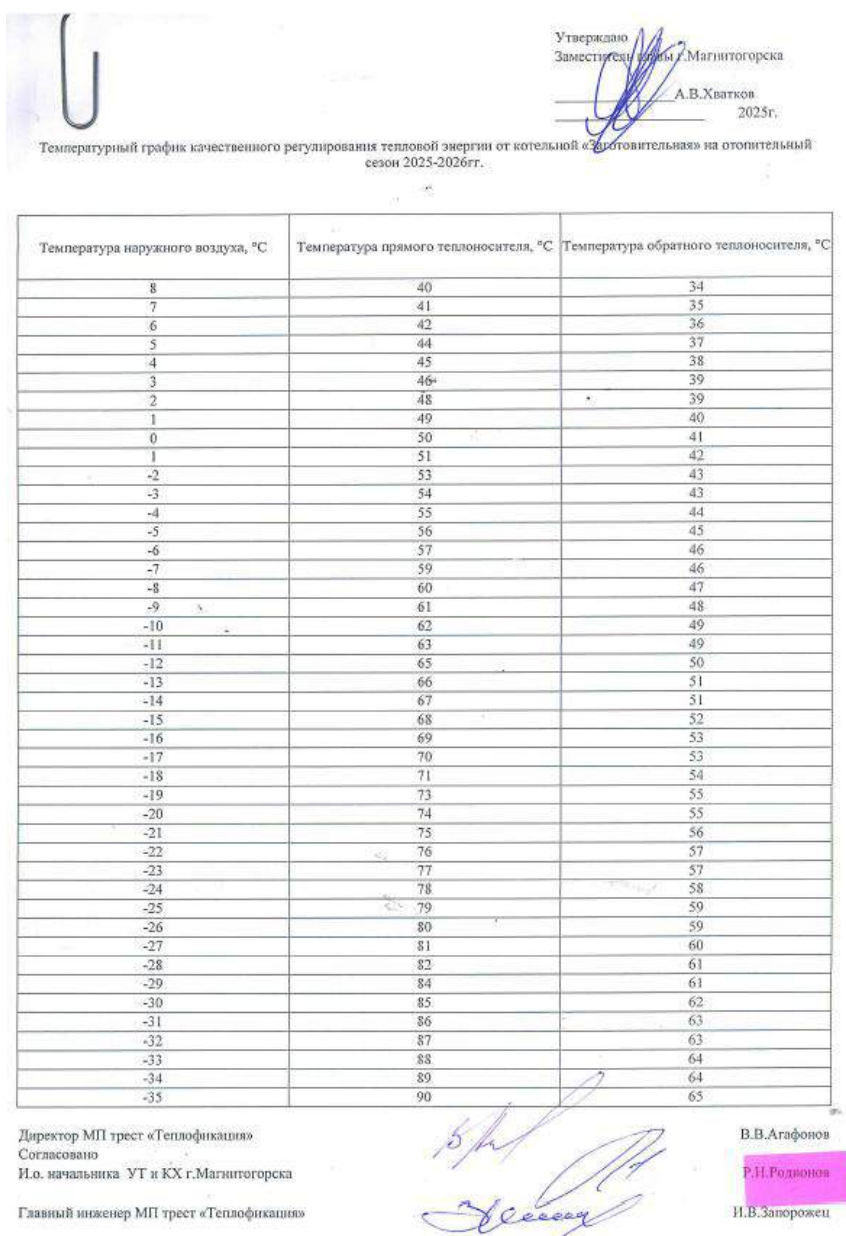 Утверждаю
Заместитель главы г.Магнитогорска
А.В.Хватков
2025г.
Температурный график качественного регулирования тепловой энергии от котельной «Заготовительная» на отопительный
сезон 2025-2026гг.
Температура наружного воздуха, °С Температура прямого теплоносителя, °С Температура обратного теплоносителя, °С
8 40 34
7 41 35
6 42 36
5 44 37
4 45 38
3 46 39
2 48 39
1 49 40
0 50 41
1 51 42
-2 53 43
-3 54 43
-4 55 44
-5 56 45
-6 57 46
-7 59 46
-8 60 47
-9 61 48
-10 62 49
-11 63 49
-12 65 50
-13 66 51
-14 67 51
-15 68 52
-16 69 53
-17 70 53
-18 71 54
-19 73 55
-20 74 55
-21 75 56
-22 76 57
-23 77 57
-24 78 58
-25 79 59
-26 80 59
-27 81 60
-28 82 61
-29 84 61
-30 85 62
-31 86 63
-32 87 63
-33 88 64
-34 89 64
-35 90 65
Директор МП трест «Теплофикация» В.В.Агафонов
Согласовано
И.о. начальника УТ и КХ г.Магнитогорска Р.Н.Родионов
Главный инженер МП трест «Теплофикация» И.В.Запорожец